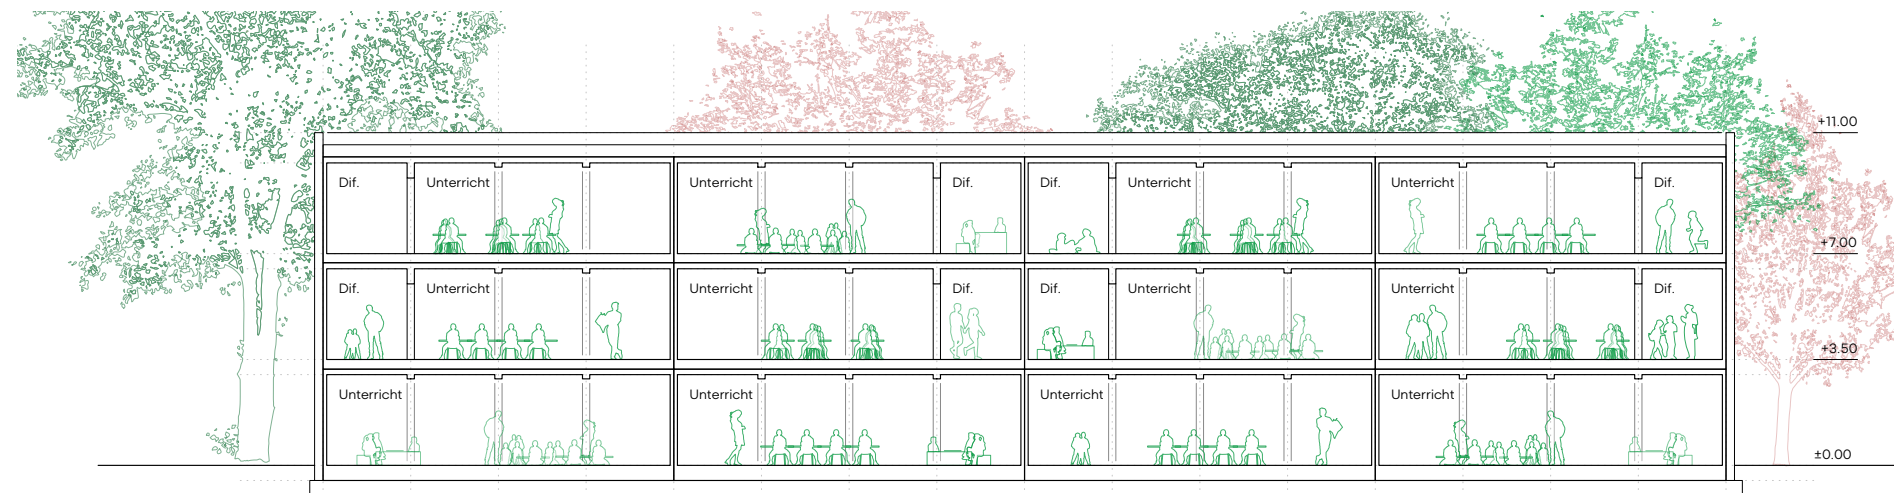 +11.00
Dif. Unterricht Unterricht Dif. Dif. Unterricht Unterricht Dif.
+7.00
Dif. Unterricht Unterricht Dif. Dif. Unterricht Unterricht Dif.
+3.50
Unterricht Unterricht Unterricht Unterricht
±0.00